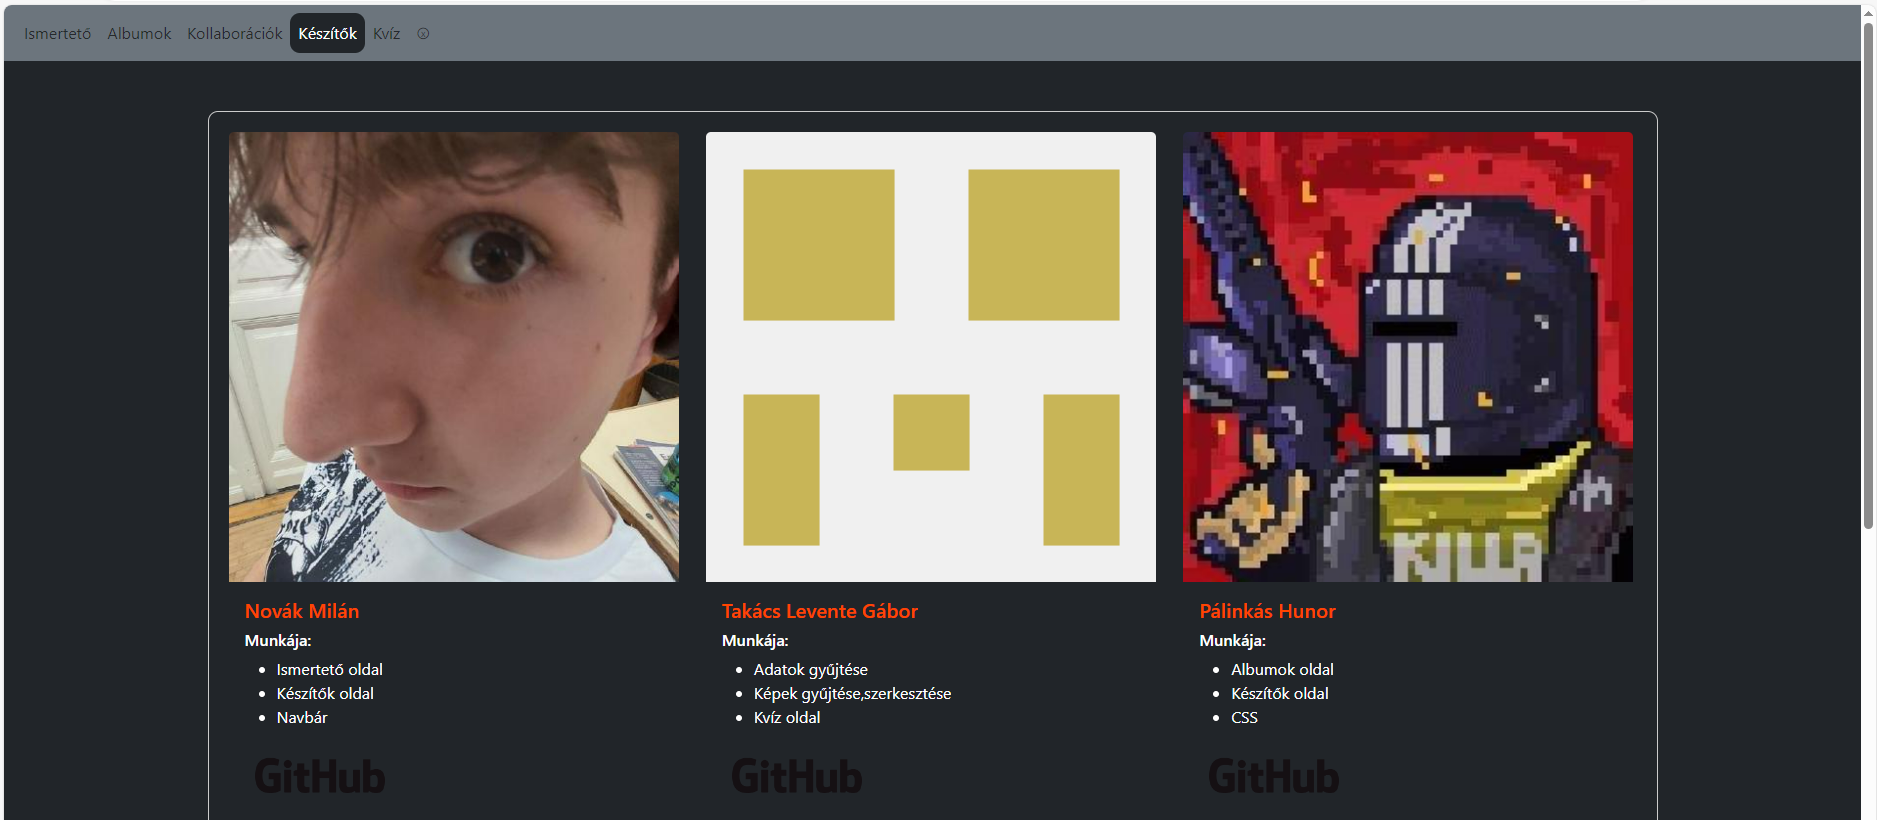 Ismertető Albumok Kollaborációk Készítők Kvíz
KILLA
Novák Milán
Munkája:
Ismertető oldal
Készítők oldal
Navbár
GitHub
Takács Levente Gábor
Munkája:
Adatok gyűjtése
Képek gyűjtése,szerkesztése
Kvíz oldal
GitHub
Pálinkás Hunor
Munkája:
Albumok oldal
Készítők oldal
CSS
GitHub